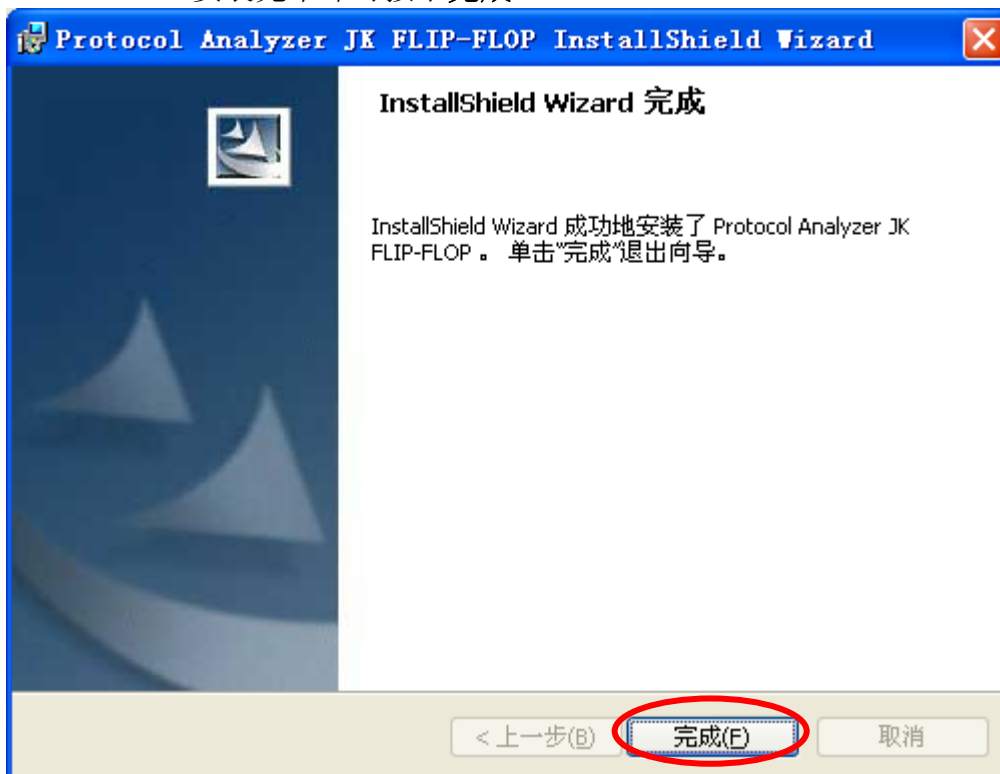 Protocol Analyzer JK FLIP-FLOP InstallShield Wizard
InstallShield Wizard 完成
InstallShield Wizard 成功地安装了 Protocol Analyzer JK
FLIP-FLOP 。 单击"完成"退出向导。
< 上一步(B) 完成(F) 取消